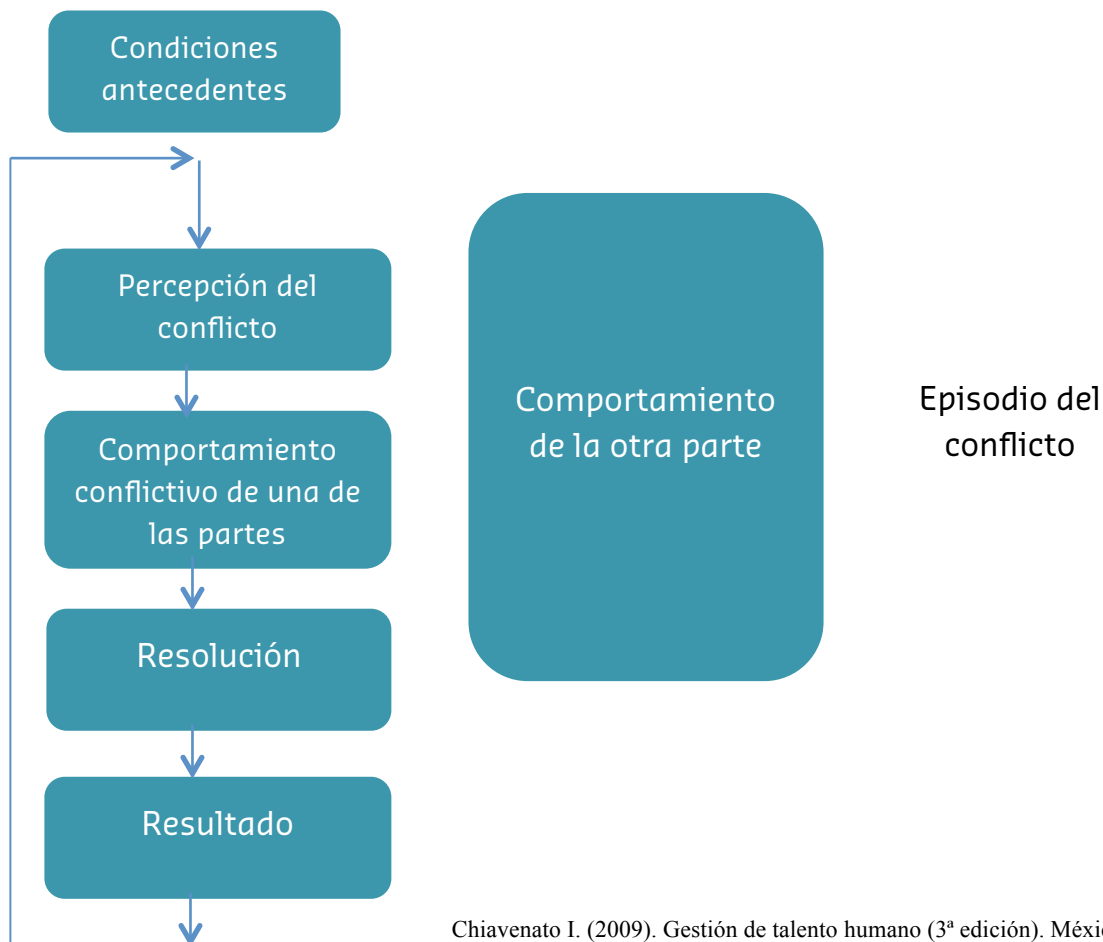 Condiciones
antecedentes
Percepción del
conflicto
Comportamiento
conflictivo de una de
las partes
Resolución
Resultado
Comportamiento
de la otra parte
Episodio del
conflicto
Chiavenato I. (2009). Gestión de talento humano (3ª edición). Méxic